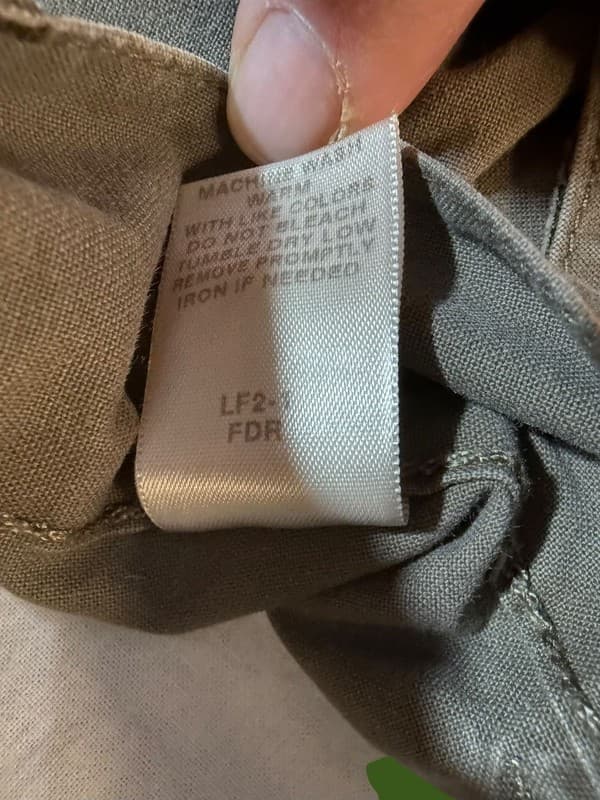 MACHINE WASH
WARM
WITH LIKE COLORS
DO NOT BLEACH
TUMBLE DRY LOW
REMOVE PROMPTLY
IRON IF NEEDED
LF2-
FDR